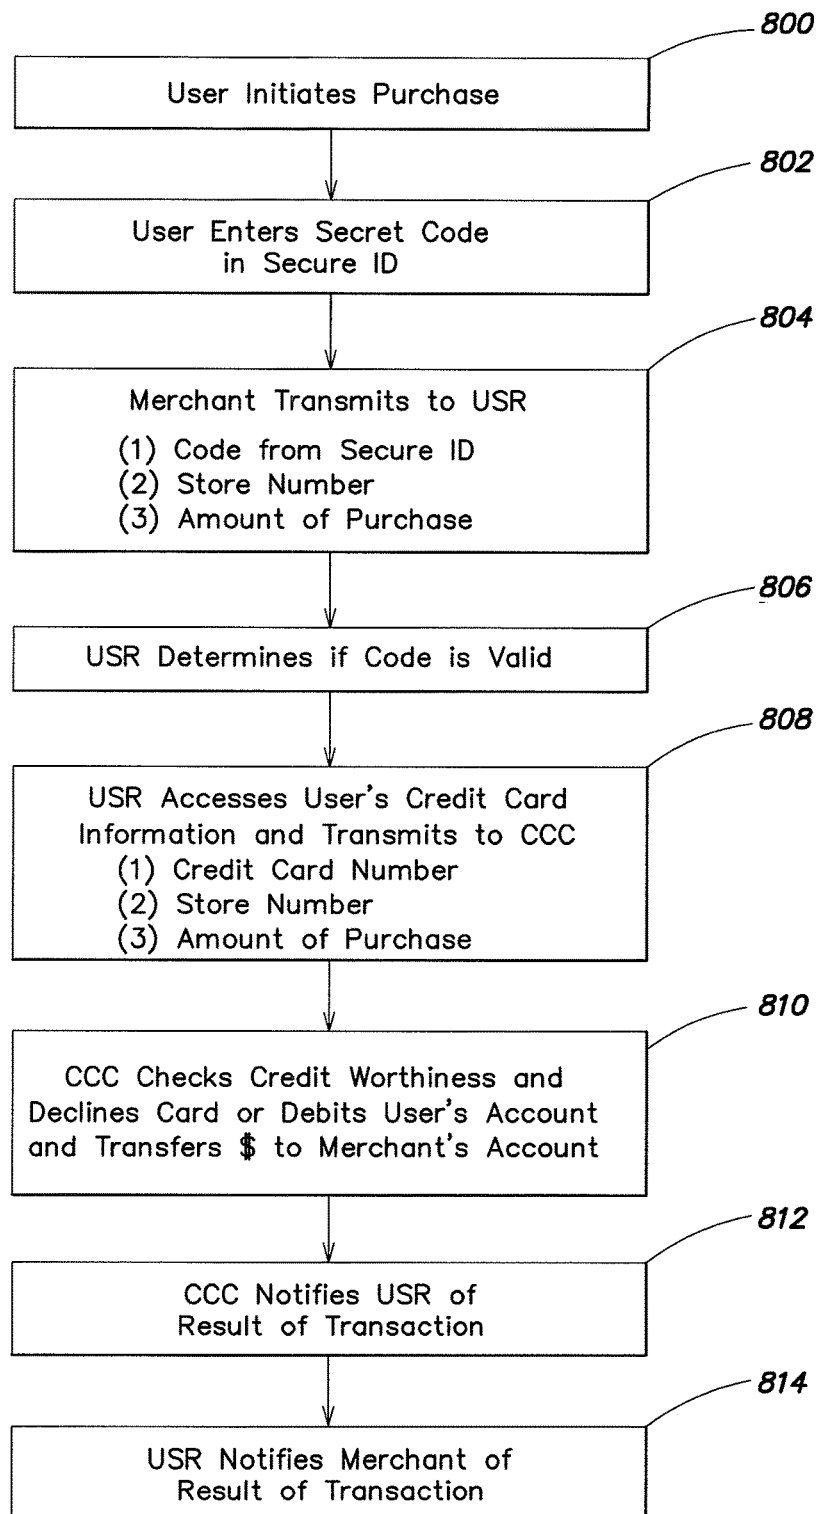 800
User Initiates Purchase
802
User Enters Secret Code
in Secure ID
804
Merchant Transmits to USR
(1) Code from Secure ID
(2) Store Number
(3) Amount of Purchase
806
USR Determines if Code is Valid
808
USR Accesses User's Credit Card
Information and Transmits to CCC
(1) Credit Card Number
(2) Store Number
(3) Amount of Purchase
810
CCC Checks Credit Worthiness and
Declines Card or Debits User's Account
and Transfers $ to Merchant's Account
812
CCC Notifies USR of
Result of Transaction
814
USR Notifies Merchant of
Result of Transaction